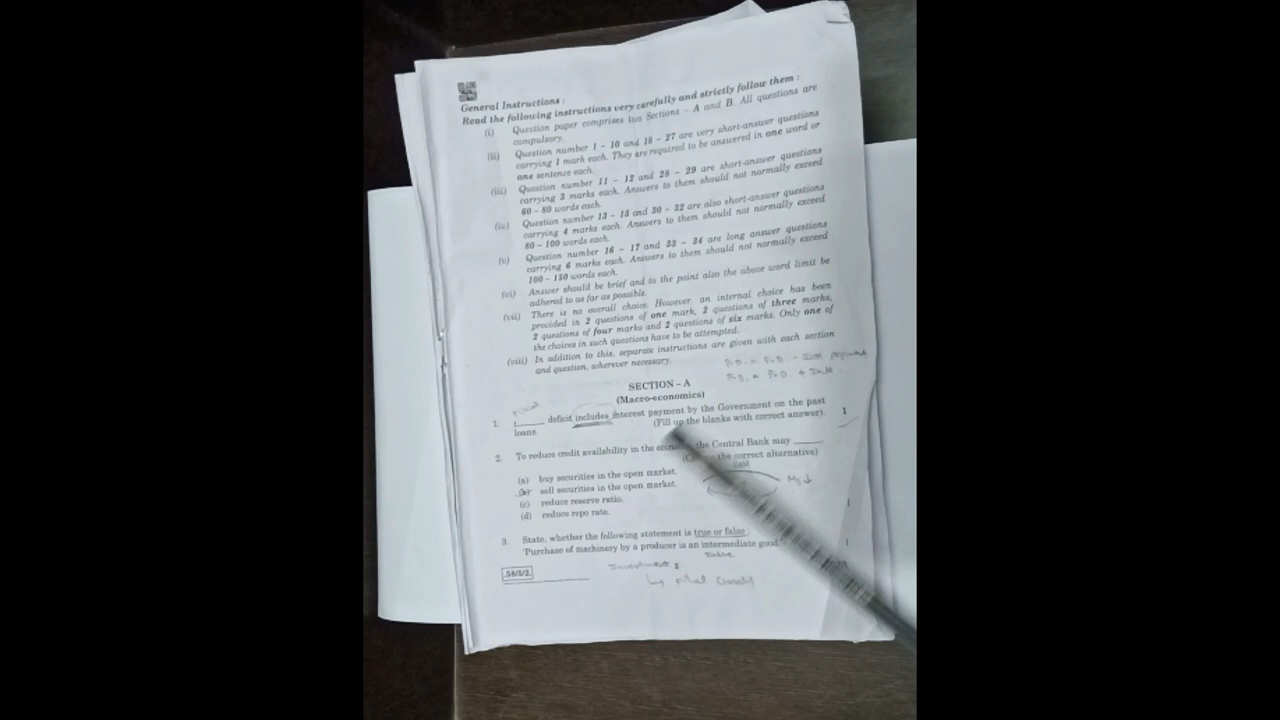 General Instructions :
Read the following instructions very carefully and strictly follow them :
(i) Question paper comprises two Sections – A and B. All questions are
compulsory.
(ii) Question number 1 – 10 and 18 – 27 are very short-answer questions
carrying 1 mark each. They are required to be answered in one word or
one sentence each.
(iii) Question number 11 – 12 and 28 – 29 are short-answer questions
carrying 3 marks each. Answers to them should not normally exceed
60 – 80 words each.
(iv) Question number 13 – 15 and 30 – 32 are also short-answer questions
carrying 4 marks each. Answers to them should not normally exceed
80 – 100 words each.
(v) Question number 16 – 17 and 33 – 34 are long answer questions
carrying 6 marks each. Answers to them should not normally exceed
100 – 150 words each.
(vi) Answer should be brief and to the point also the above word limit be
adhered to as far as possible.
(vii) There is no overall choice. However an internal choice has been
provided in 2 questions of one mark, 2 questions of three marks,
2 questions of four marks and 2 questions of six marks. Only one of
the choices in such questions have to be attempted.
(viii) In addition to this, separate instructions are given with each section
and question, wherever necessary.
P.D. = F.D. - Int payment
F.D. = P.D. + Int.
SECTION – A
(Macro-economics)
1. ______ deficit includes interest payment by the Government on the past
loans. (Fill up the blanks with correct answer) 1
2. To reduce credit availability in the the Central Bank may ______
the correct alternative)
(a) buy securities in the open market.
(b) sell securities in the open market. Ms↓
(c) reduce reserve ratio. 1
(d) reduce repo rate.
3. State, whether the following statement is true or false :
'Purchase of machinery by a producer is an intermediate good.' 1
False
Investment
↳ final goods
.58/5/2.